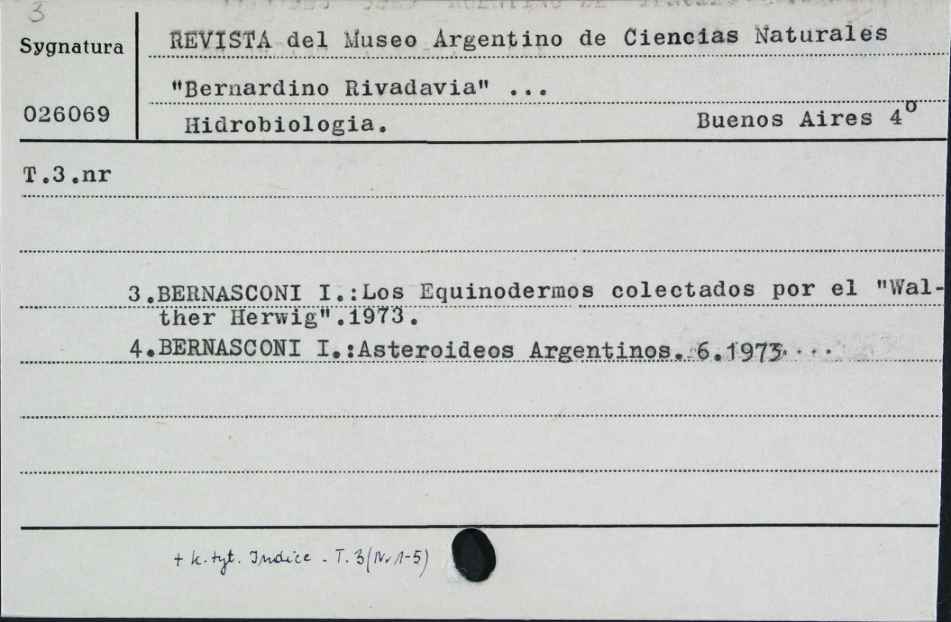 3
Sygnatura
026069
REVISTA del Museo Argentino de Ciencias Naturales
"Bernardino Rivadavia" ...
Hidrobiologia. Buenos Aires 4°
T.3.nr
3.BERNASCONI I.:Los Equinodermos colectados por el "Wal-
ther Herwig".1973.
4.BERNASCONI I.:Asteroideos Argentinos. 6.1973....
+ k. tyt. Indice - T. 3(Nr 1-5)